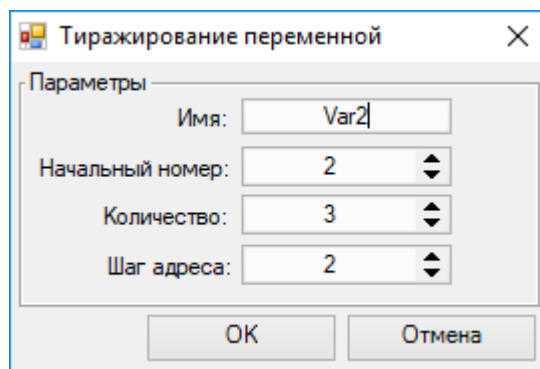 Тиражирование переменной
Параметры
Имя: Var2
Начальный номер: 2
Количество: 3
Шаг адреса: 2
OK Отмена